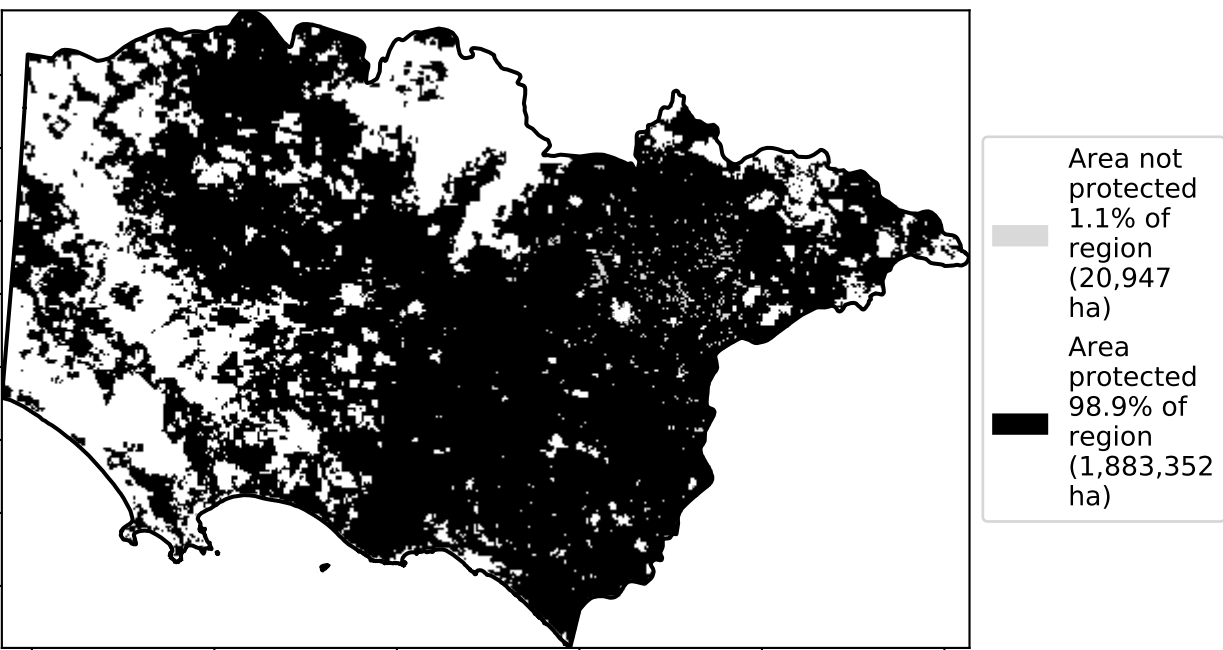 Area not
protected
1.1% of
region
(20,947
ha)
Area
protected
98.9% of
region
(1,883,352
ha)